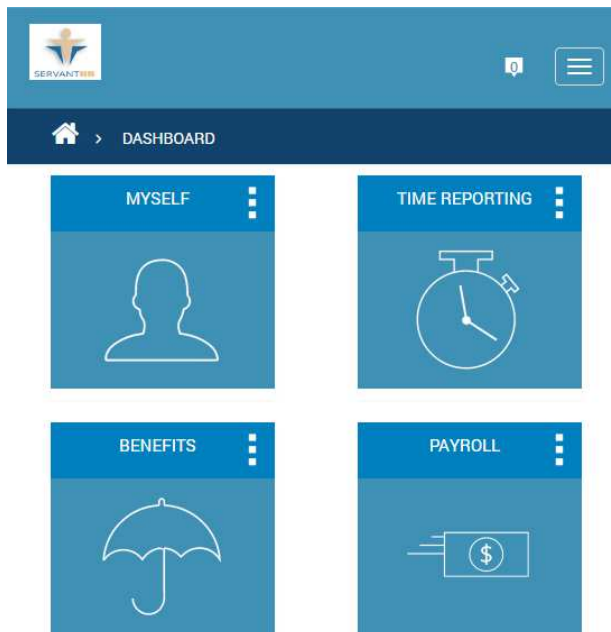 SERVANTHR
0
> DASHBOARD
MYSELF
TIME REPORTING
BENEFITS
PAYROLL
$